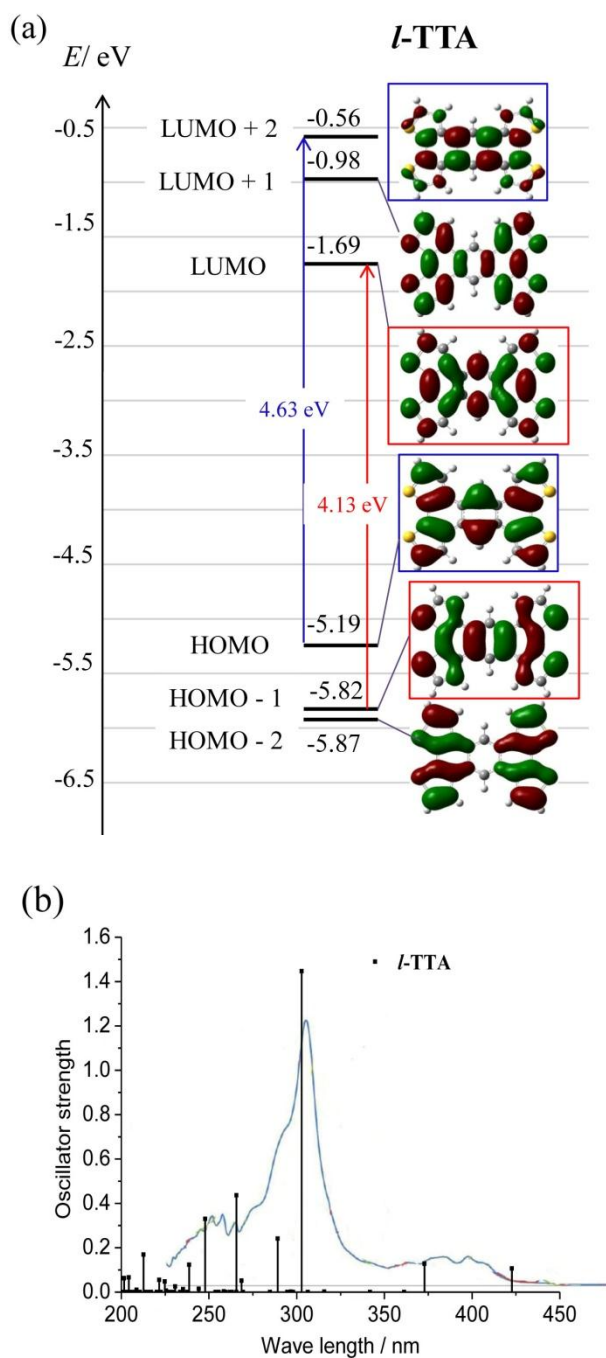 (a)
l-TTA
E/ eV
-0.5
LUMO + 2
-0.56
-0.98
LUMO + 1
-1.5
-1.69
LUMO
-2.5
-3.5
4.63 eV
4.13 eV
-4.5
-5.19
HOMO
-5.5
-5.82
HOMO - 1
HOMO - 2
-5.87
-6.5
(b)
1.6
l-TTA
1.4
1.2
1.0
0.8
0.6
0.4
0.2
0.0
Oscillator strength
200 250 300 350 400 450
Wave length / nm